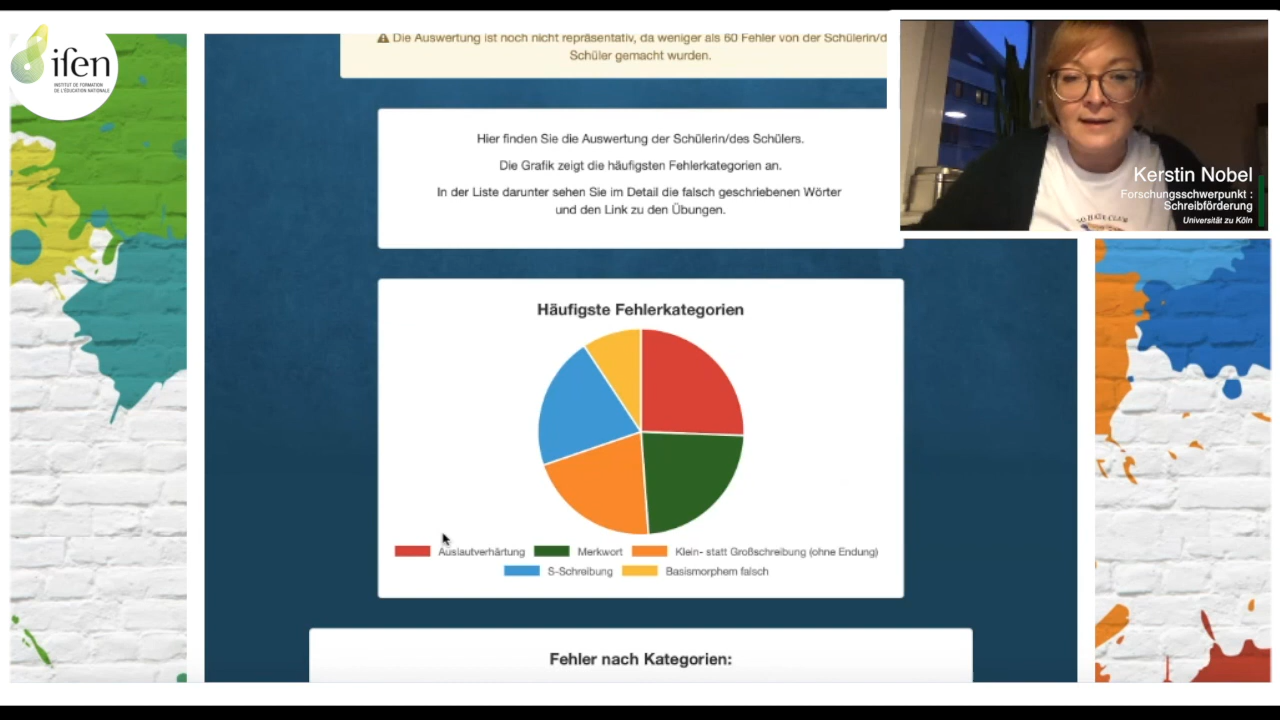 ifen
INSTITUT DE FORMATION
DE L'ÉDUCATION NATIONALE
Die Auswertung ist noch nicht repräsentativ, da weniger als 60 Fehler von der Schülerin/d
Schüler gemacht wurden.
Hier finden Sie die Auswertung der Schülerin/des Schülers.
Die Grafik zeigt die häufigsten Fehlerkategorien an.
In der Liste darunter sehen Sie im Detail die falsch geschriebenen Wörter
und den Link zu den Übungen.
Kerstin Nobel
Forschungsschwerpunkt :
Schreibförderung
Universität zu Köln
Häufigste Fehlerkategorien
Auslautverhärtung Merkwort Klein- statt Großschreibung (ohne Endung)
S-Schreibung Basismorphem falsch
Fehler nach Kategorien: